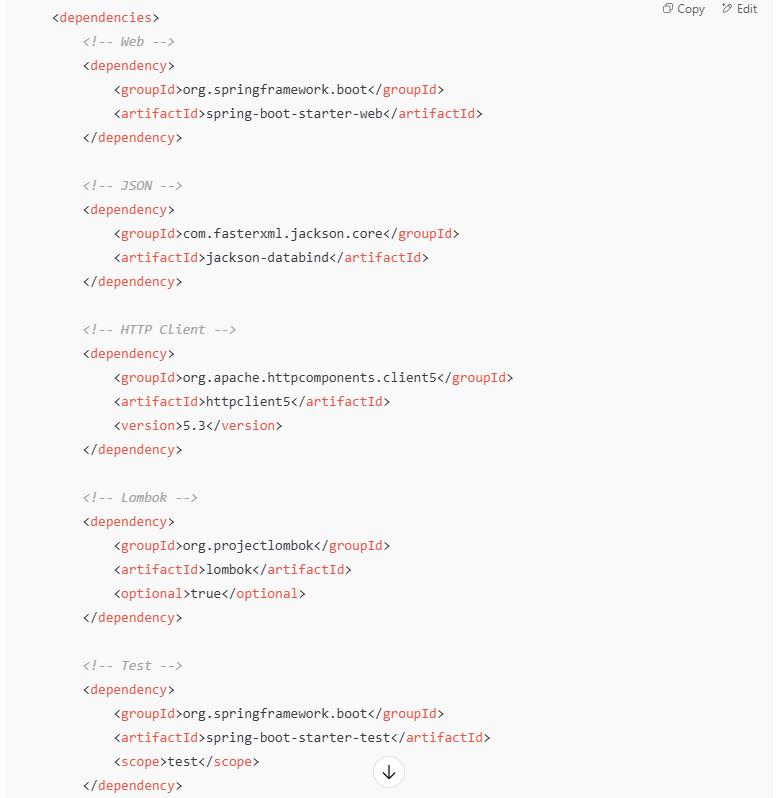 Copy Edit
<dependencies>
<!-- Web -->
<dependency>
<groupId>org.springframework.boot</groupId>
<artifactId>spring-boot-starter-web</artifactId>
</dependency>
<!-- JSON -->
<dependency>
<groupId>com.fasterxml.jackson.core</groupId>
<artifactId>jackson-databind</artifactId>
</dependency>
<!-- HTTP Client -->
<dependency>
<groupId>org.apache.httpcomponents.client5</groupId>
<artifactId>httpclient5</artifactId>
<version>5.3</version>
</dependency>
<!-- Lombok -->
<dependency>
<groupId>org.projectlombok</groupId>
<artifactId>lombok</artifactId>
<optional>true</optional>
</dependency>
<!-- Test -->
<dependency>
<groupId>org.springframework.boot</groupId>
<artifactId>spring-boot-starter-test</artifactId>
<scope>test</scope>
</dependency>